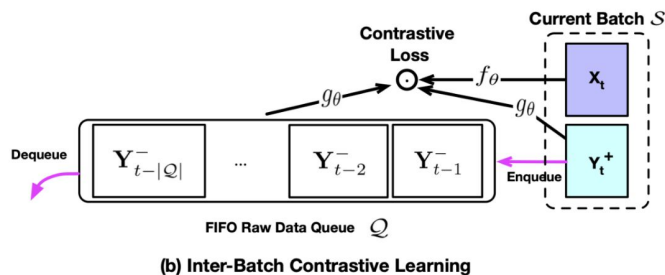 Current Batch 𝒮
Contrastive
Loss
f_θ
X_t
g_θ
g_θ
Dequeue
Y^-_{t-|𝒬|}
...
Y^-_{t-2}
Y^-_{t-1}
Enqueue
Y_t^+
FIFO Raw Data Queue 𝒬
(b) Inter-Batch Contrastive Learning